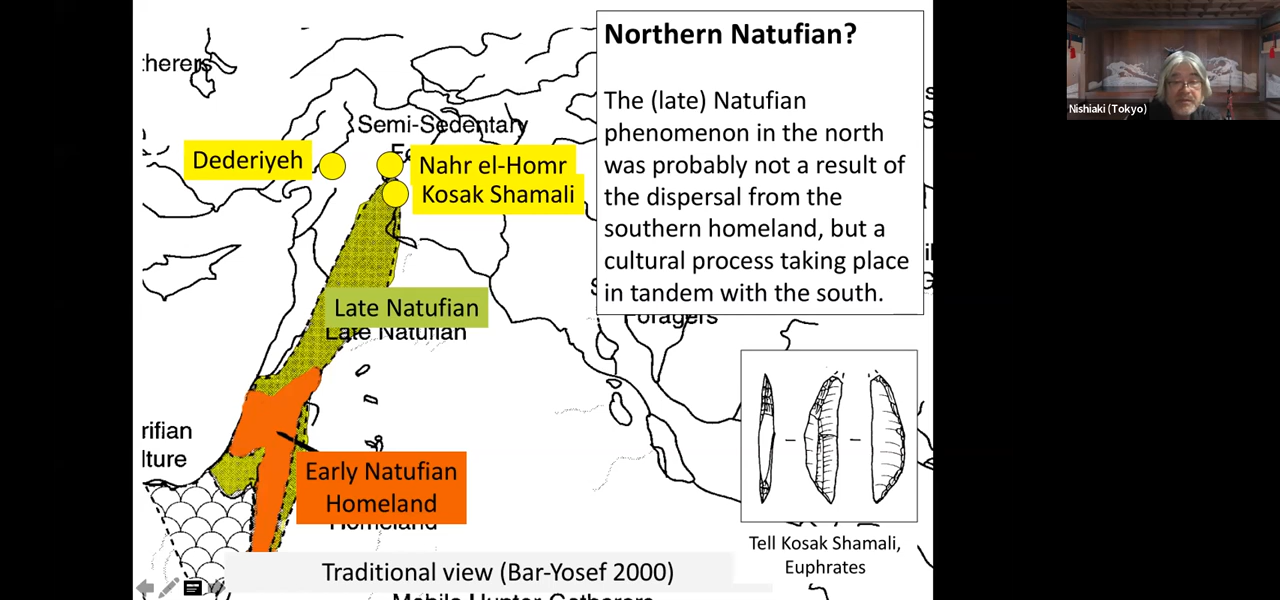 Northern Natufian?
The (late) Natufian
phenomenon in the north
was probably not a result of
the dispersal from the
southern homeland, but a
cultural process taking place
in tandem with the south.
Nishiaki (Tokyo)
therers
Semi-Sedentary
Dederiyeh
Nahr el-Homr
Kosak Shamali
Late Natufian
Late Natufian
Foragers
rifian
lture
Early Natufian
Homeland
Homeland
Tell Kosak Shamali,
Euphrates
Traditional view (Bar-Yosef 2000)
Mobile Hunter-Gatherers